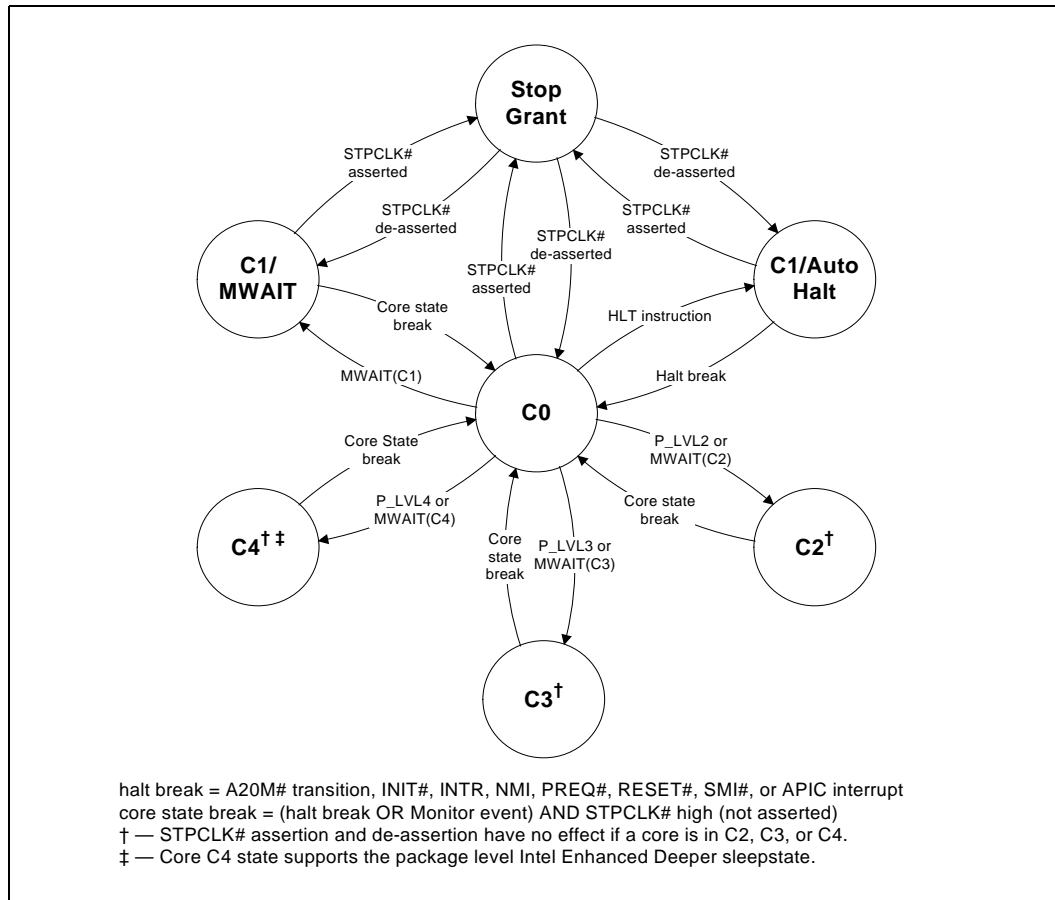 Stop
Grant
STPCLK#
asserted
STPCLK#
de-asserted
STPCLK#
de-asserted
STPCLK#
asserted
STPCLK#
de-asserted
STPCLK#
asserted
C1/
MWAIT
C1/Auto
Halt
Core state
break
HLT instruction
MWAIT(C1)
Halt break
C0
Core State
break
P_LVL2 or
MWAIT(C2)
P_LVL4 or
MWAIT(C4)
Core state
break
C4† ‡
Core
state
break
P_LVL3 or
MWAIT(C3)
C2†
C3†
halt break = A20M# transition, INIT#, INTR, NMI, PREQ#, RESET#, SMI#, or APIC interrupt
core state break = (halt break OR Monitor event) AND STPCLK# high (not asserted)
† — STPCLK# assertion and de-assertion have no effect if a core is in C2, C3, or C4.
‡ — Core C4 state supports the package level Intel Enhanced Deeper sleepstate.